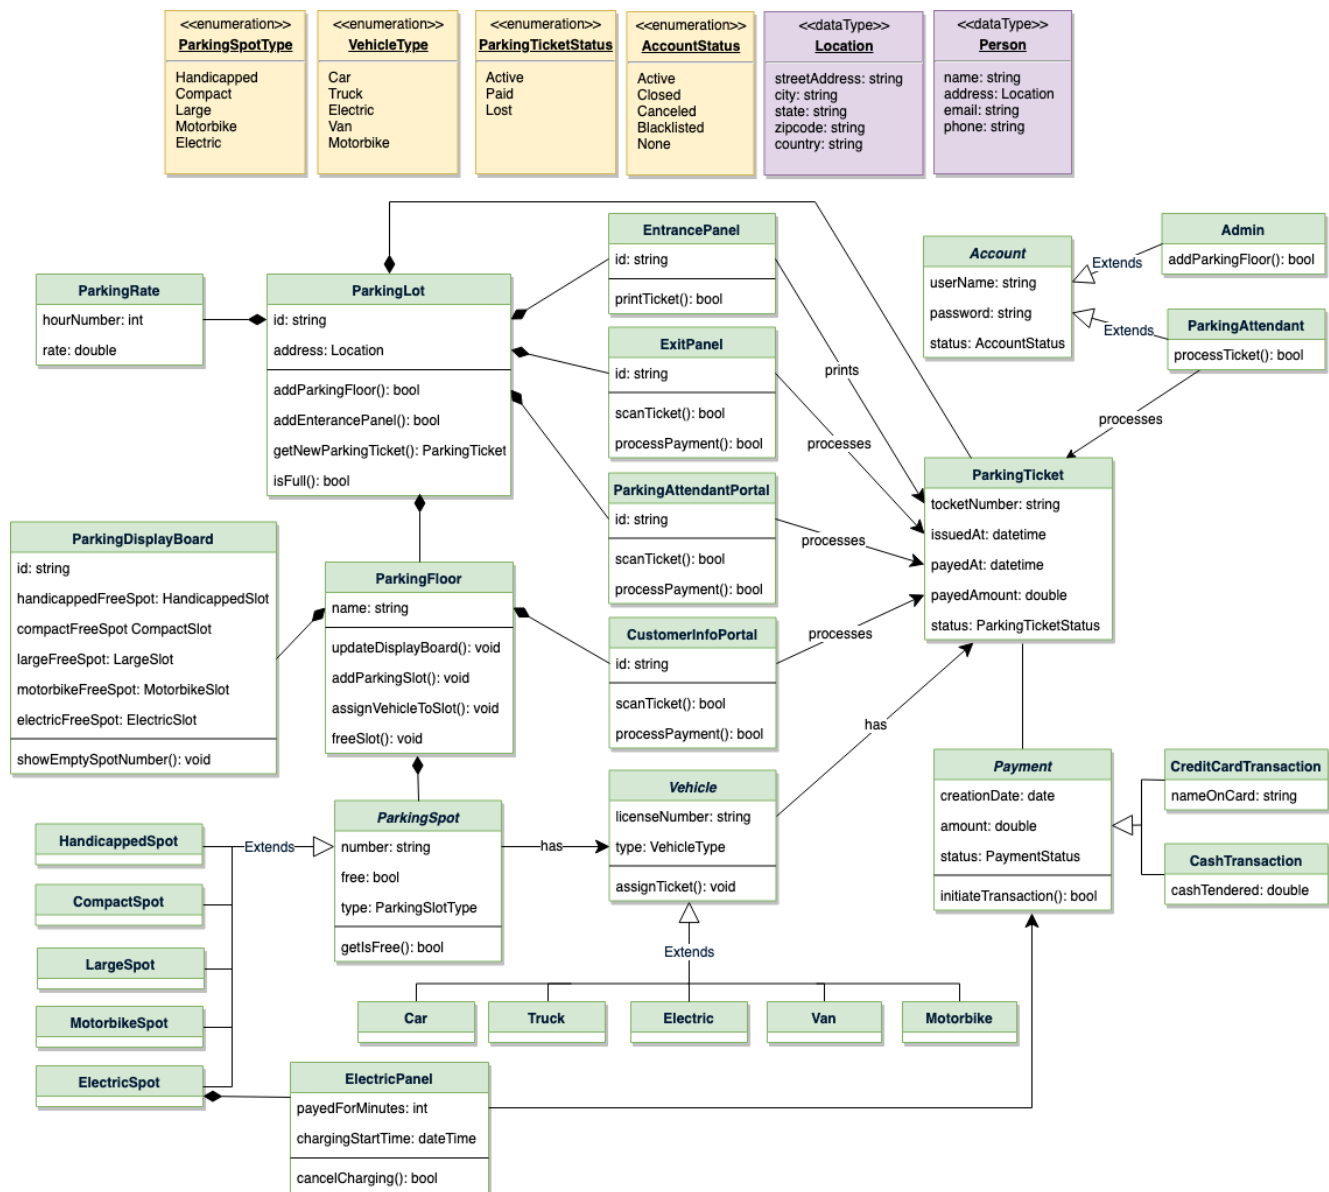 <<enumeration>>
ParkingSpotType
Handicapped
Compact
Large
Motorbike
Electric
<<enumeration>>
VehicleType
Car
Truck
Electric
Van
Motorbike
<<enumeration>>
ParkingTicketStatus
Active
Paid
Lost
<<enumeration>>
AccountStatus
Active
Closed
Canceled
Blacklisted
None
<<dataType>>
Location
streetAddress: string
city: string
state: string
zipcode: string
country: string
<<dataType>>
Person
name: string
address: Location
email: string
phone: string
ParkingRate
hourNumber: int
rate: double
ParkingLot
id: string
address: Location
addParkingFloor(): bool
addEnterancePanel(): bool
getNewParkingTicket(): ParkingTicket
isFull(): bool
EntrancePanel
id: string
printTicket(): bool
ExitPanel
id: string
scanTicket(): bool
processPayment(): bool
ParkingAttendantPortal
id: string
scanTicket(): bool
processPayment(): bool
CustomerInfoPortal
id: string
scanTicket(): bool
processPayment(): bool
prints
processes
processes
processes
Account
userName: string
password: string
status: AccountStatus
Extends
Extends
Admin
addParkingFloor(): bool
ParkingAttendant
processTicket(): bool
processes
ParkingTicket
tocketNumber: string
issuedAt: datetime
payedAt: datetime
payedAmount: double
status: ParkingTicketStatus
ParkingDisplayBoard
id: string
handicappedFreeSpot: HandicappedSlot
compactFreeSpot CompactSlot
largeFreeSpot: LargeSlot
motorbikeFreeSpot: MotorbikeSlot
electricFreeSpot: ElectricSlot
showEmptySpotNumber(): void
ParkingFloor
name: string
updateDisplayBoard(): void
addParkingSlot(): void
assignVehicleToSlot(): void
freeSlot(): void
ParkingSpot
number: string
free: bool
type: ParkingSlotType
getIsFree(): bool
has
Vehicle
licenseNumber: string
type: VehicleType
assignTicket(): void
has
Payment
creationDate: date
amount: double
status: PaymentStatus
initiateTransaction(): bool
CreditCardTransaction
nameOnCard: string
CashTransaction
cashTendered: double
HandicappedSpot
CompactSpot
LargeSpot
MotorbikeSpot
ElectricSpot
Extends
Extends
Car
Truck
Electric
Van
Motorbike
ElectricPanel
payedForMinutes: int
chargingStartTime: dateTime
cancelCharging(): bool